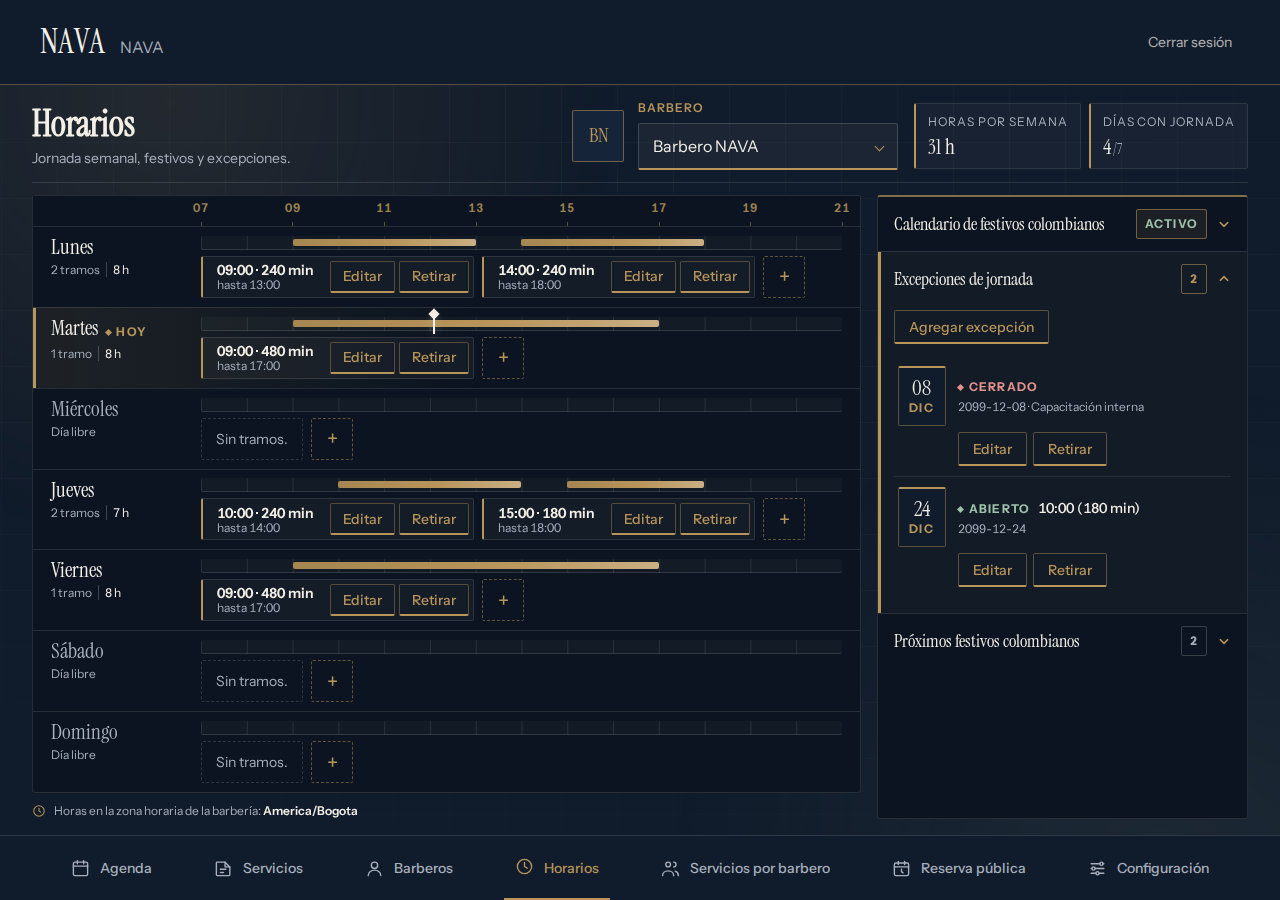 NAVA NAVA
Cerrar sesión
Horarios
Jornada semanal, festivos y excepciones.
BN
BARBERO
Barbero NAVA
HORAS POR SEMANA
31 h
DÍAS CON JORNADA
4/7
07 09 11 13 15 17 19 21
Lunes
2 tramos 8 h
09:00 · 240 min
hasta 13:00
Editar Retirar
14:00 · 240 min
hasta 18:00
Editar Retirar
+
Martes ◆ HOY
1 tramo 8 h
09:00 · 480 min
hasta 17:00
Editar Retirar
+
Miércoles
Día libre
Sin tramos.
+
Jueves
2 tramos 7 h
10:00 · 240 min
hasta 14:00
Editar Retirar
15:00 · 180 min
hasta 18:00
Editar Retirar
+
Viernes
1 tramo 8 h
09:00 · 480 min
hasta 17:00
Editar Retirar
+
Sábado
Día libre
Sin tramos.
+
Domingo
Día libre
Sin tramos.
+
Horas en la zona horaria de la barbería: America/Bogota
Calendario de festivos colombianos
ACTIVO
Excepciones de jornada
2
Agregar excepción
08
DIC
◆ CERRADO
2099-12-08 · Capacitación interna
Editar Retirar
24
DIC
◆ ABIERTO 10:00 (180 min)
2099-12-24
Editar Retirar
Próximos festivos colombianos
2
Agenda
Servicios
Barberos
Horarios
Servicios por barbero
Reserva pública
Configuración